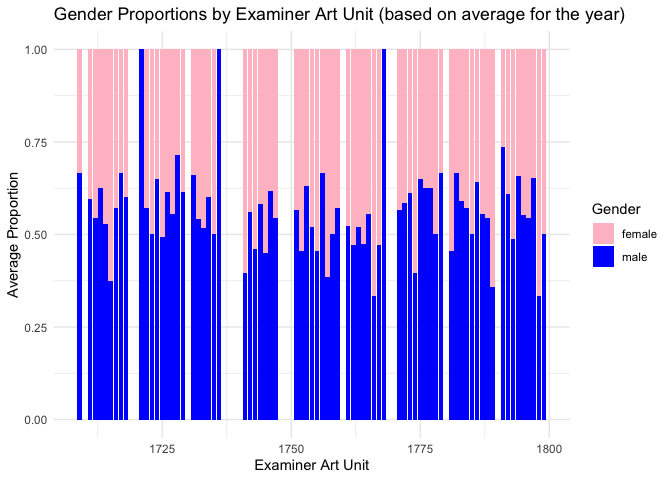 Gender Proportions by Examiner Art Unit (based on average for the year)
1.00
0.75
0.50
0.25
0.00
Average Proportion
1725
1750
1775
1800
Examiner Art Unit
Gender
female
male